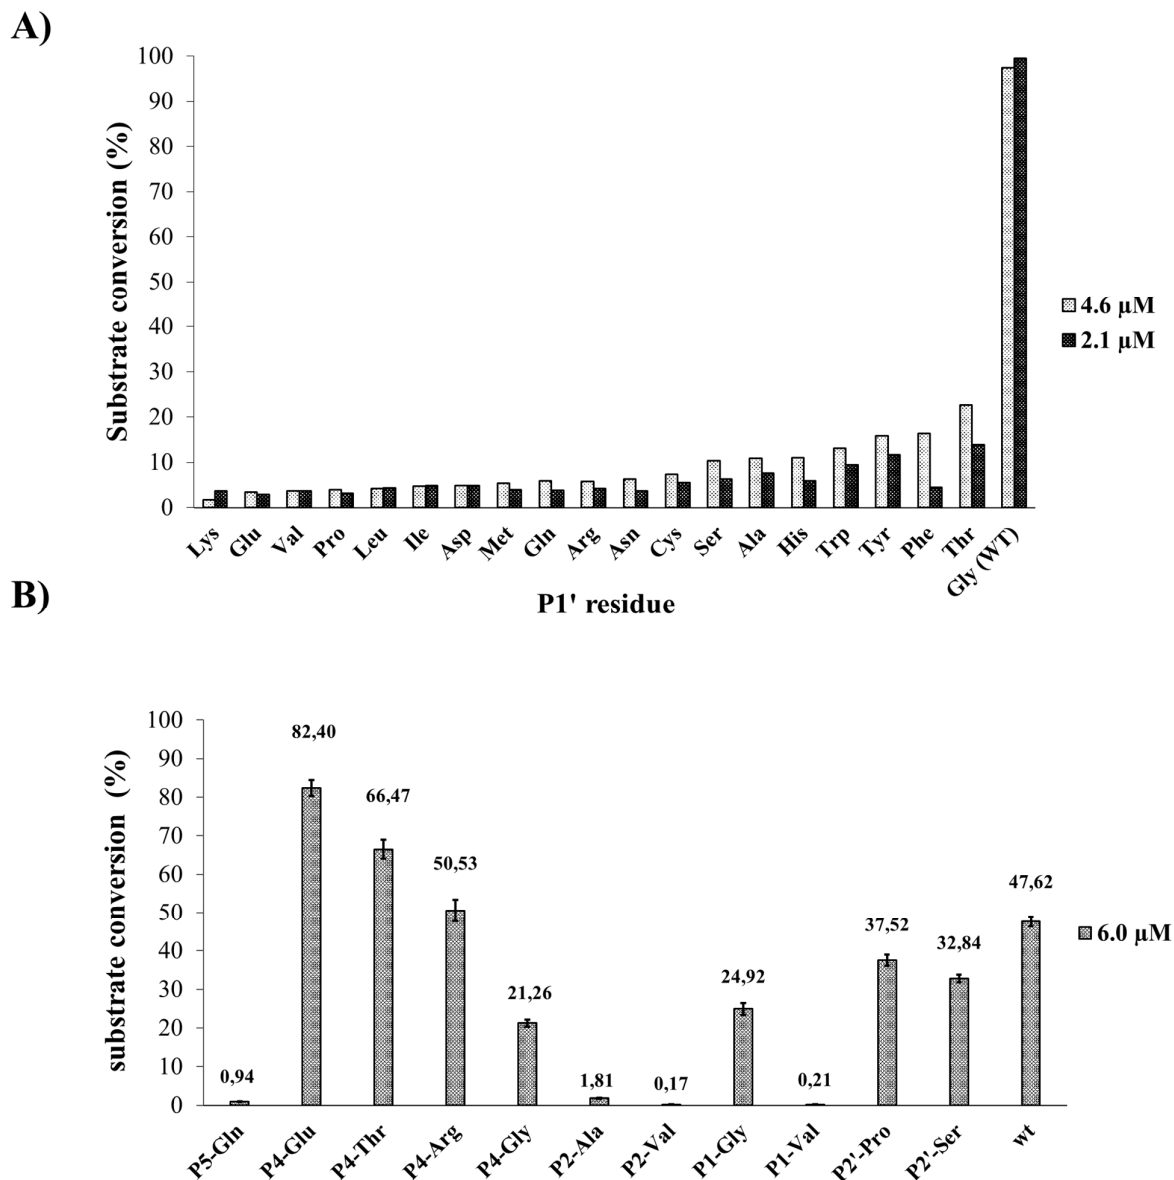 A)
100
90
80
70
60
50
40
30
20
10
0
Substrate conversion (%)
4.6 µM
2.1 µM
Lys
Glu
Val
Pro
Leu
Ile
Asp
Met
Gln
Arg
Asn
Cys
Ser
Ala
His
Trp
Tyr
Phe
Thr
Gly (WT)
P1' residue
B)
100
90
80
70
60
50
40
30
20
10
0
substrate conversion (%)
0,94
82,40
66,47
50,53
21,26
1,81
0,17
24,92
0,21
37,52
32,84
47,62
6.0 µM
P5-Gln
P4-Glu
P4-Thr
P4-Arg
P4-Gly
P2-Ala
P2-Val
P1-Gly
P1-Val
P2'-Pro
P2'-Ser
wt